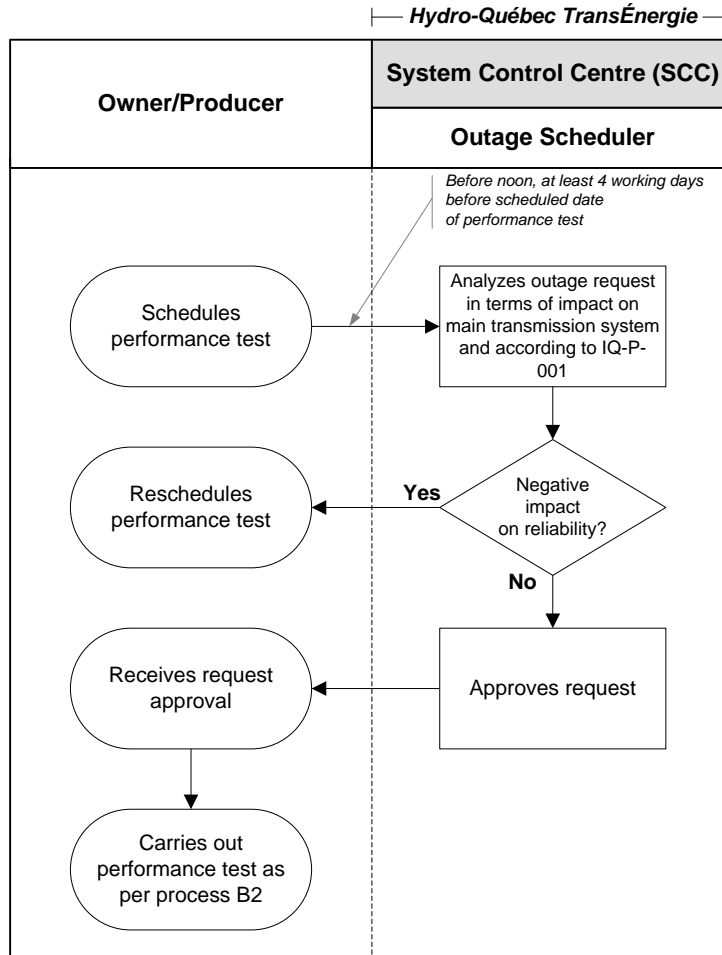 Hydro-Québec TransÉnergie
Owner/Producer
System Control Centre (SCC)
Outage Scheduler
Before noon, at least 4 working days
before scheduled date
of performance test
Schedules
performance test
Analyzes outage request
in terms of impact on
main transmission system
and according to IQ-P-
001
Reschedules
performance test
Yes
Negative
impact
on reliability?
No
Receives request
approval
Approves request
Carries out
performance test as
per process B2